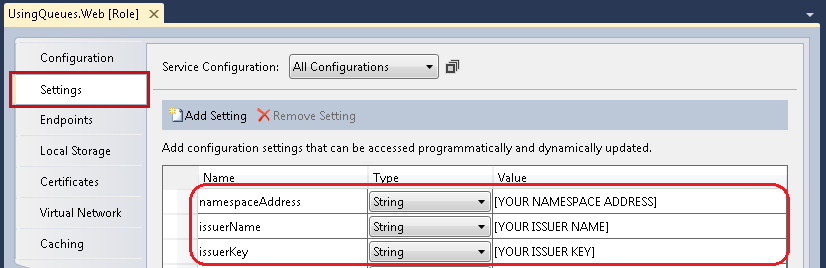 UsingQueues.Web [Role]
Configuration
Settings
Endpoints
Local Storage
Certificates
Virtual Network
Caching
Service Configuration: All Configurations
Add Setting Remove Setting
Add configuration settings that can be accessed programmatically and dynamically updated.
Name Type Value
namespaceAddress String [YOUR NAMESPACE ADDRESS]
issuerName String [YOUR ISSUER NAME]
issuerKey String [YOUR ISSUER KEY]